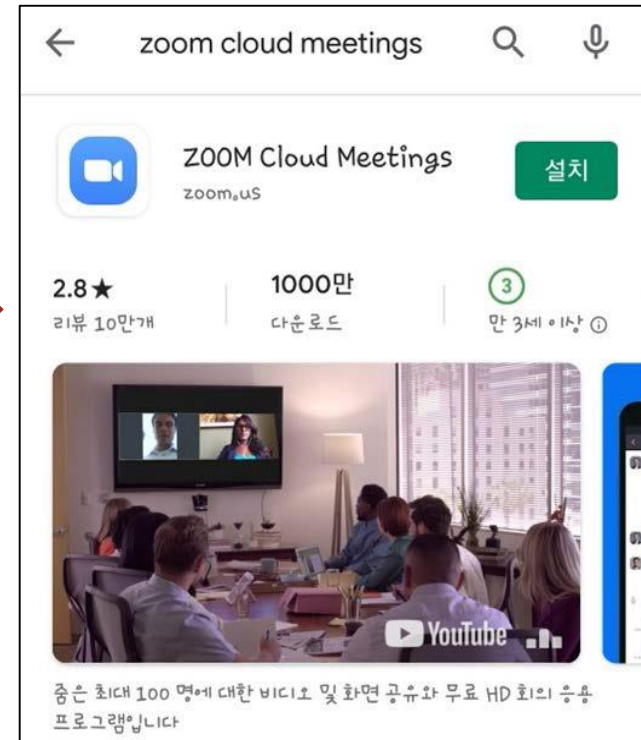 zoom cloud meetings
ZOOM Cloud Meetings
설치
zoom.us
2.8★
1000만
3
리뷰 10만개
다운로드
만 3세 이상
YouTube
줌은 최대 100 명에 대한 비디오 및 화면 공유와 무료 HD 회의 응용
프로그램입니다